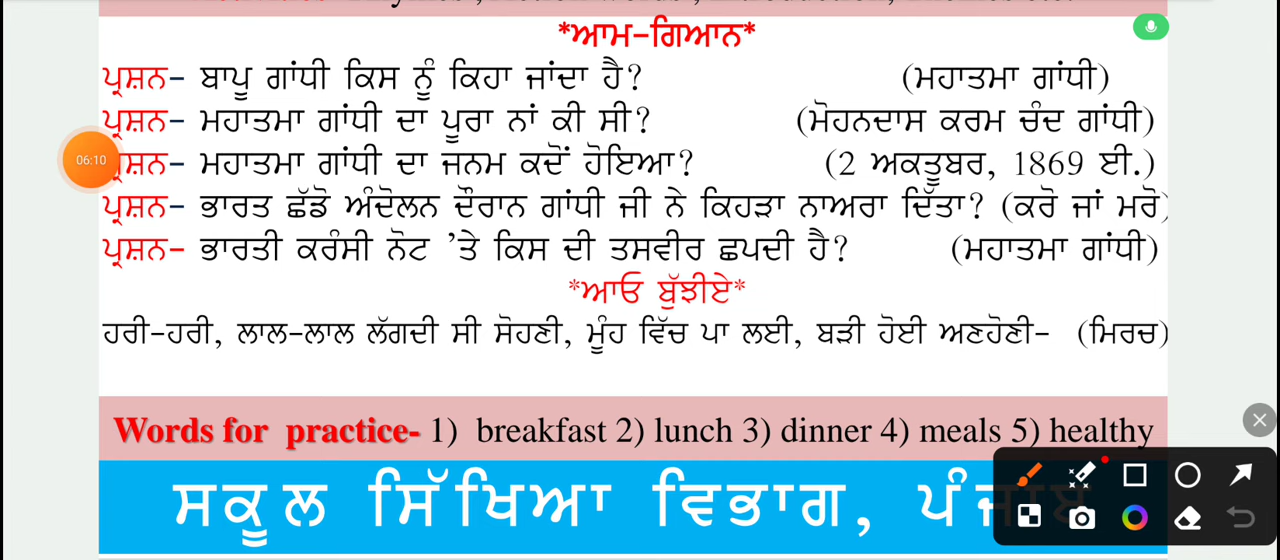 *ਆਮ-ਗਿਆਨ*
ਪ੍ਰਸ਼ਨ- ਬਾਪੂ ਗਾਂਧੀ ਕਿਸ ਨੂੰ ਕਿਹਾ ਜਾਂਦਾ ਹੈ? (ਮਹਾਤਮਾ ਗਾਂਧੀ)
ਪ੍ਰਸ਼ਨ- ਮਹਾਤਮਾ ਗਾਂਧੀ ਦਾ ਪੂਰਾ ਨਾਂ ਕੀ ਸੀ? (ਮੋਹਨਦਾਸ ਕਰਮ ਚੰਦ ਗਾਂਧੀ)
06:10 ਪ੍ਰਸ਼ਨ- ਮਹਾਤਮਾ ਗਾਂਧੀ ਦਾ ਜਨਮ ਕਦੋਂ ਹੋਇਆ? (2 ਅਕਤੂਬਰ, 1869 ਈ.)
ਪ੍ਰਸ਼ਨ- ਭਾਰਤ ਛੱਡੋ ਅੰਦੋਲਨ ਦੌਰਾਨ ਗਾਂਧੀ ਜੀ ਨੇ ਕਿਹੜਾ ਨਾਅਰਾ ਦਿੱਤਾ? (ਕਰੋ ਜਾਂ ਮਰੋ)
ਪ੍ਰਸ਼ਨ- ਭਾਰਤੀ ਕਰੰਸੀ ਨੋਟ ’ਤੇ ਕਿਸ ਦੀ ਤਸਵੀਰ ਛਪਦੀ ਹੈ? (ਮਹਾਤਮਾ ਗਾਂਧੀ)
*ਆਓ ਬੁੱਝੀਏ*
ਹਰੀ-ਹਰੀ, ਲਾਲ-ਲਾਲ ਲੱਗਦੀ ਸੀ ਸੋਹਣੀ, ਮੂੰਹ ਵਿੱਚ ਪਾ ਲਈ, ਬੜੀ ਹੋਈ ਅਣਹੋਣੀ- (ਮਿਰਚ)
Words for practice- 1) breakfast 2) lunch 3) dinner 4) meals 5) healthy
ਸਕੂਲ ਸਿੱਖਿਆ ਵਿਭਾਗ, ਪੰਜਾਬ